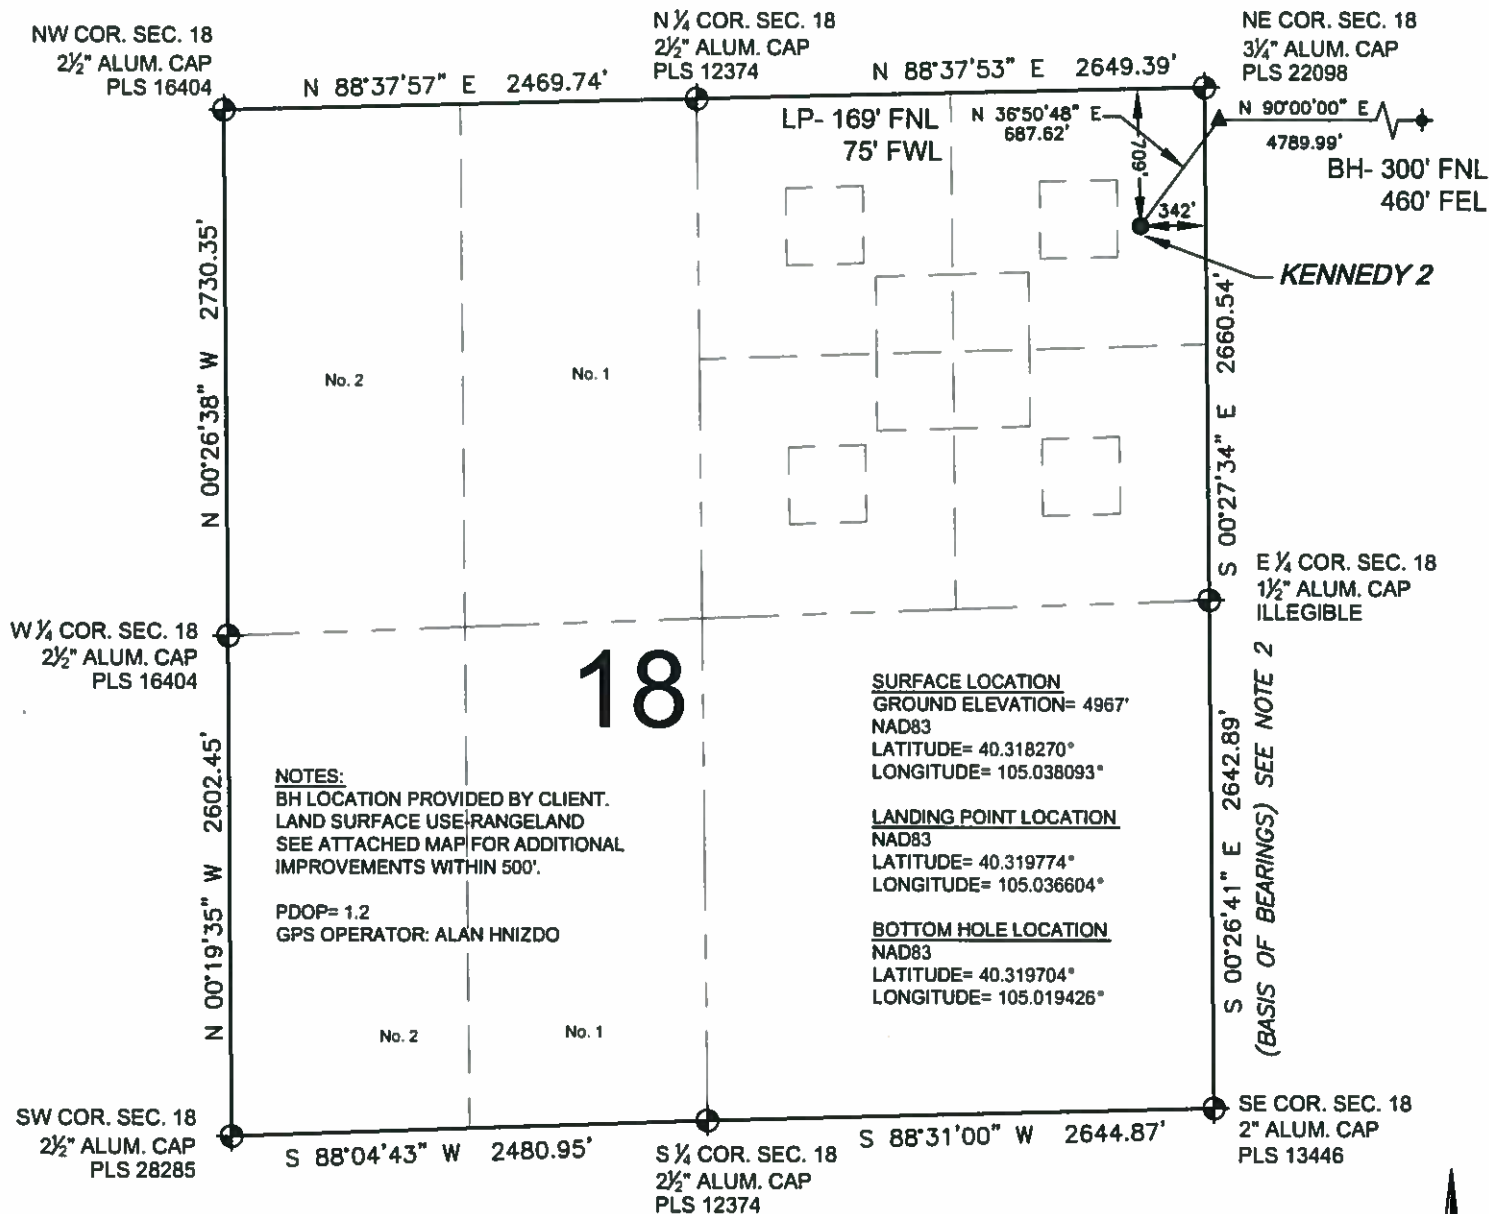 NW COR. SEC. 18
2½" ALUM. CAP
PLS 16404
N 88°37'57" E 2469.74'
N ¼ COR. SEC. 18
2½" ALUM. CAP
PLS 12374
N 88°37'53" E 2649.39'
NE COR. SEC. 18
3¼" ALUM. CAP
PLS 22098
LP- 169' FNL
75' FWL
N 36°50'48" E
687.62'
N 90°00'00" E
4789.99'
BH- 300' FNL
460' FEL
709'
342'
KENNEDY 2
N 00°26'38" W 2730.35'
No. 2
No. 1
S 00°27'34" E 2660.54'
E ¼ COR. SEC. 18
1½" ALUM. CAP
ILLEGIBLE
W ¼ COR. SEC. 18
2½" ALUM. CAP
PLS 16404
18
SURFACE LOCATION
GROUND ELEVATION= 4967'
NAD83
LATITUDE= 40.318270°
LONGITUDE= 105.038093°
LANDING POINT LOCATION
NAD83
LATITUDE= 40.319774°
LONGITUDE= 105.036604°
BOTTOM HOLE LOCATION
NAD83
LATITUDE= 40.319704°
LONGITUDE= 105.019426°
NOTES:
BH LOCATION PROVIDED BY CLIENT.
LAND SURFACE USE-RANGELAND
SEE ATTACHED MAP FOR ADDITIONAL
IMPROVEMENTS WITHIN 500'.
PDOP= 1.2
GPS OPERATOR: ALAN HNIZDO
N 00°19'35" W 2602.45'
S 00°26'41" E 2642.89'
(BASIS OF BEARINGS) SEE NOTE 2
No. 2
No. 1
SW COR. SEC. 18
2½" ALUM. CAP
PLS 28285
S 88°04'43" W 2480.95'
S ¼ COR. SEC. 18
2½" ALUM. CAP
PLS 12374
S 88°31'00" W 2644.87'
SE COR. SEC. 18
2" ALUM. CAP
PLS 13446